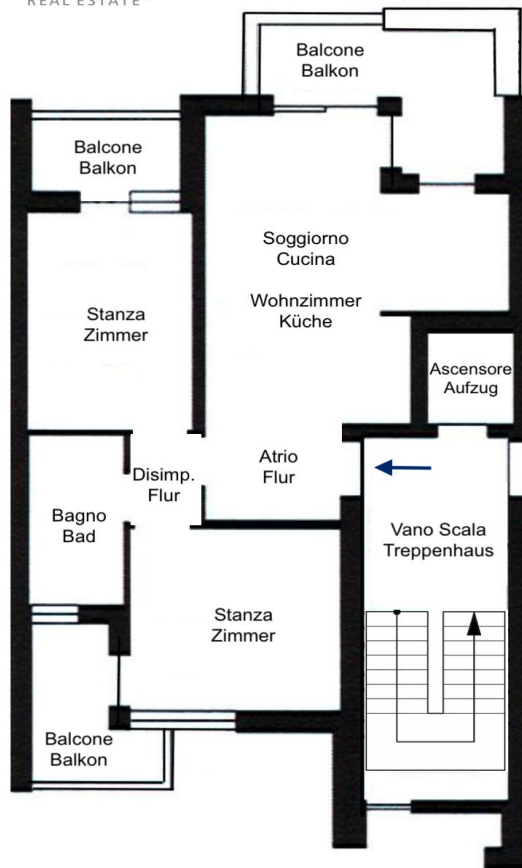 REAL ESTATE
Balcone
Balkon
Balcone
Balkon
Soggiorno
Cucina
Wohnzimmer
Küche
Stanza
Zimmer
Ascensore
Aufzug
Atrio
Flur
Disimp.
Flur
Bagno
Bad
Vano Scala
Treppenhaus
Stanza
Zimmer
Balcone
Balkon